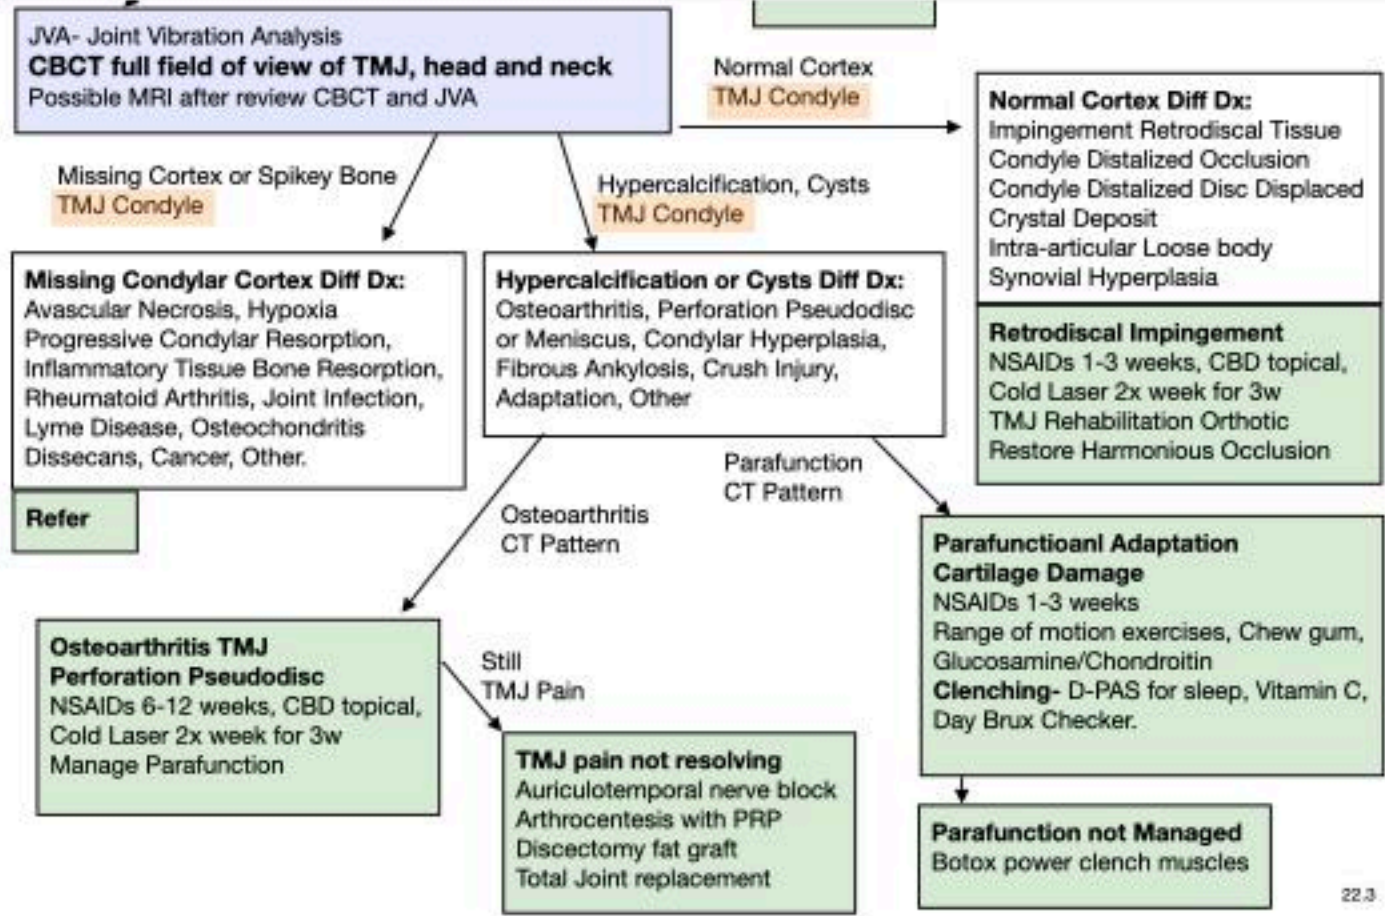 JVA- Joint Vibration Analysis
CBCT full field of view of TMJ, head and neck
Possible MRI after review CBCT and JVA
Normal Cortex
TMJ Condyle
Normal Cortex Diff Dx:
Impingement Retrodiscal Tissue
Condyle Distalized Occlusion
Condyle Distalized Disc Displaced
Crystal Deposit
Intra-articular Loose body
Synovial Hyperplasia
Retrodiscal Impingement
NSAIDs 1-3 weeks, CBD topical,
Cold Laser 2x week for 3w
TMJ Rehabilitation Orthotic
Restore Harmonious Occlusion
Missing Cortex or Spikey Bone
TMJ Condyle
Hypercalcification, Cysts
TMJ Condyle
Missing Condylar Cortex Diff Dx:
Avascular Necrosis, Hypoxia
Progressive Condylar Resorption,
Inflammatory Tissue Bone Resorption,
Rheumatoid Arthritis, Joint Infection,
Lyme Disease, Osteochondritis
Dissecans, Cancer, Other.
Refer
Hypercalcification or Cysts Diff Dx:
Osteoarthritis, Perforation Pseudodisc
or Meniscus, Condylar Hyperplasia,
Fibrous Ankylosis, Crush Injury,
Adaptation, Other
Osteoarthritis
CT Pattern
Parafunction
CT Pattern
Osteoarthritis TMJ
Perforation Pseudodisc
NSAIDs 6-12 weeks, CBD topical,
Cold Laser 2x week for 3w
Manage Parafunction
Still
TMJ Pain
TMJ pain not resolving
Auriculotemporal nerve block
Arthrocentesis with PRP
Discectomy fat graft
Total Joint replacement
Parafunctioanl Adaptation
Cartilage Damage
NSAIDs 1-3 weeks
Range of motion exercises, Chew gum,
Glucosamine/Chondroitin
Clenching- D-PAS for sleep, Vitamin C,
Day Brux Checker.
Parafunction not Managed
Botox power clench muscles
22.3